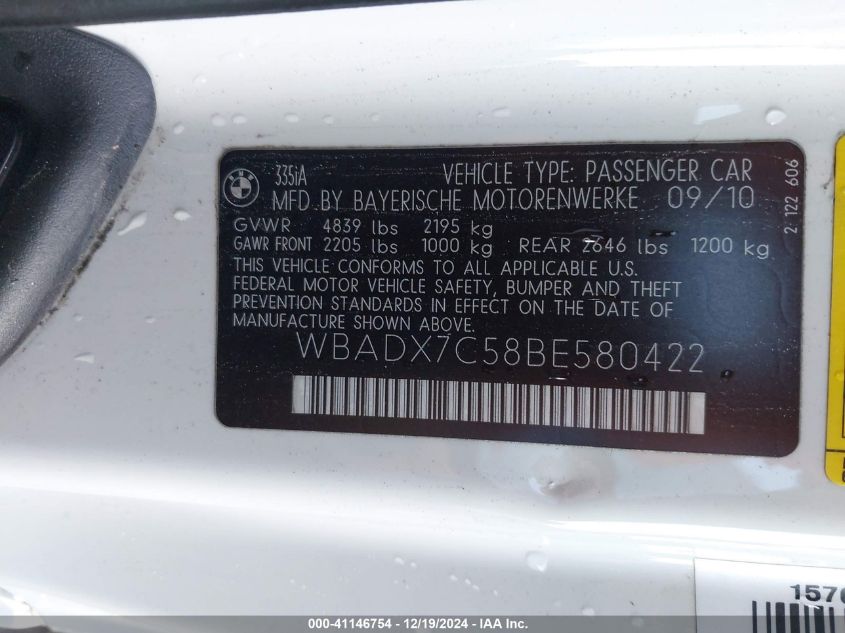 335iA VEHICLE TYPE: PASSENGER CAR
MFD BY BAYERISCHE MOTORENWERKE 09/10
GVWR 4839 lbs 2195 kg
GAWR FRONT 2205 lbs 1000 kg REAR 2646 lbs 1200 kg
THIS VEHICLE CONFORMS TO ALL APPLICABLE U.S.
FEDERAL MOTOR VEHICLE SAFETY, BUMPER AND THEFT
PREVENTION STANDARDS IN EFFECT ON THE DATE OF
MANUFACTURE SHOWN ABOVE.
WBADX7C58BE580422
2 122 606
BMW
000-41146754 - 12/19/2024 - IAA Inc.